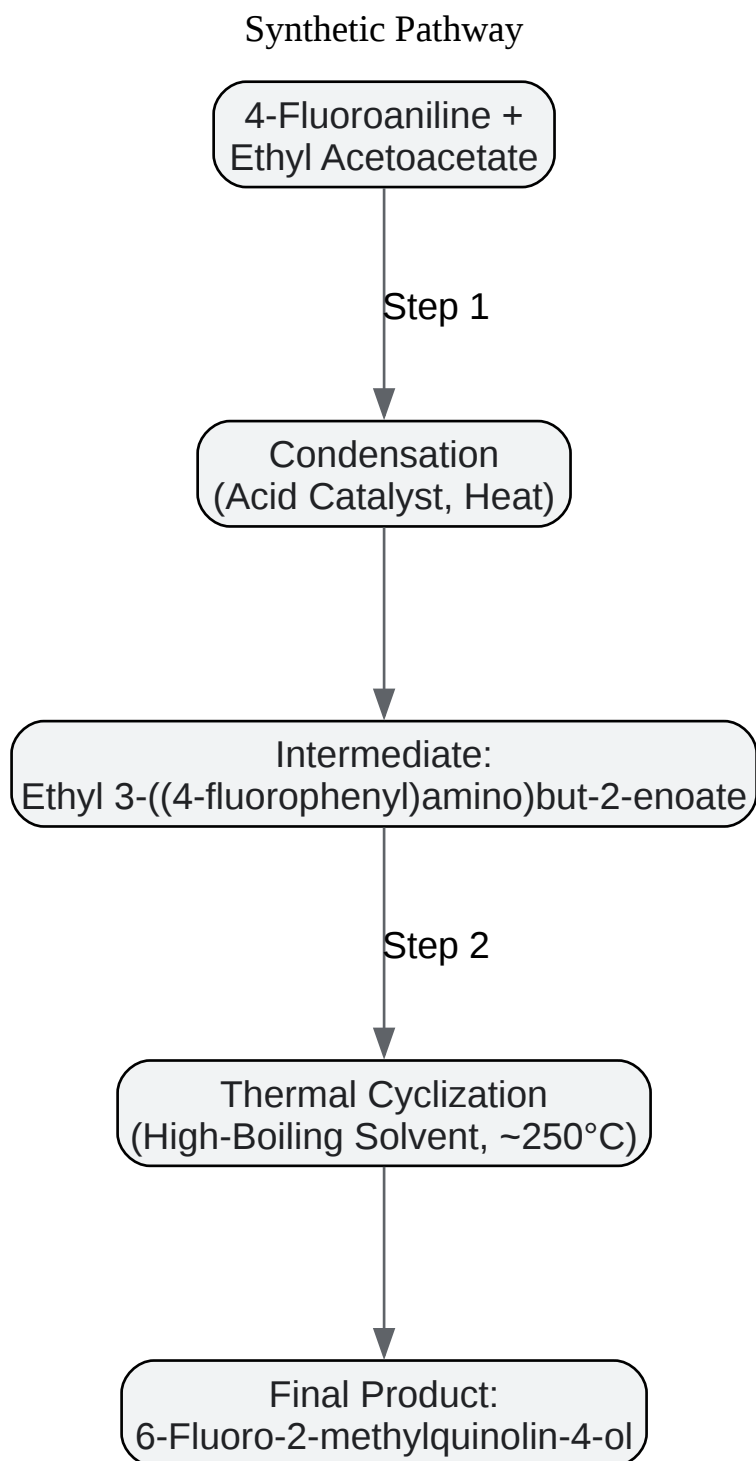 Synthetic Pathway
4-Fluoroaniline +
Ethyl Acetoacetate
Step 1
Condensation
(Acid Catalyst, Heat)
Intermediate:
Ethyl 3-((4-fluorophenyl)amino)but-2-enoate
Step 2
Thermal Cyclization
(High-Boiling Solvent, ~250°C)
Final Product:
6-Fluoro-2-methylquinolin-4-ol